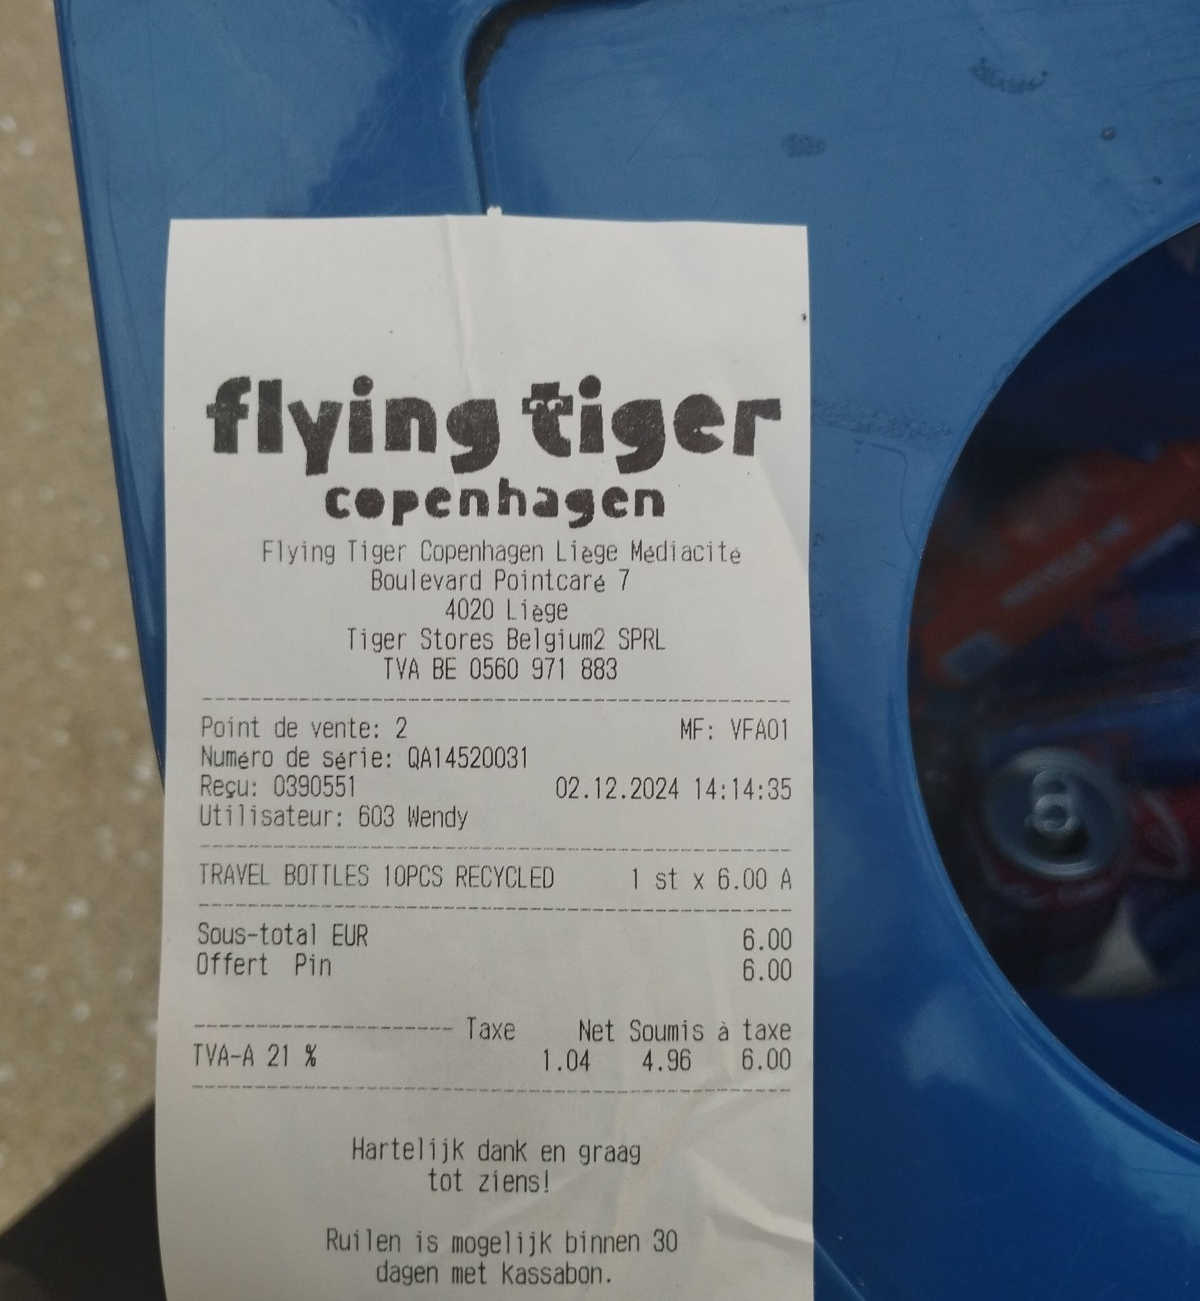 flying tiger
copenhagen
Flying Tiger Copenhagen Liège Médiacité
Boulevard Pointcaré 7
4020 Liège
Tiger Stores Belgium2 SPRL
TVA BE 0560 971 883
Point de vente: 2 MF: VFA01
Numéro de série: QA14520031
Reçu: 0390551 02.12.2024 14:14:35
Utilisateur: 603 Wendy
TRAVEL BOTTLES 10PCS RECYCLED 1 st x 6.00 A
Sous-total EUR 6.00
Offert Pin 6.00
Taxe Net Soumis à taxe
TVA-A 21 % 1.04 4.96 6.00
Hartelijk dank en graag
tot ziens!
Ruilen is mogelijk binnen 30
dagen met kassabon.